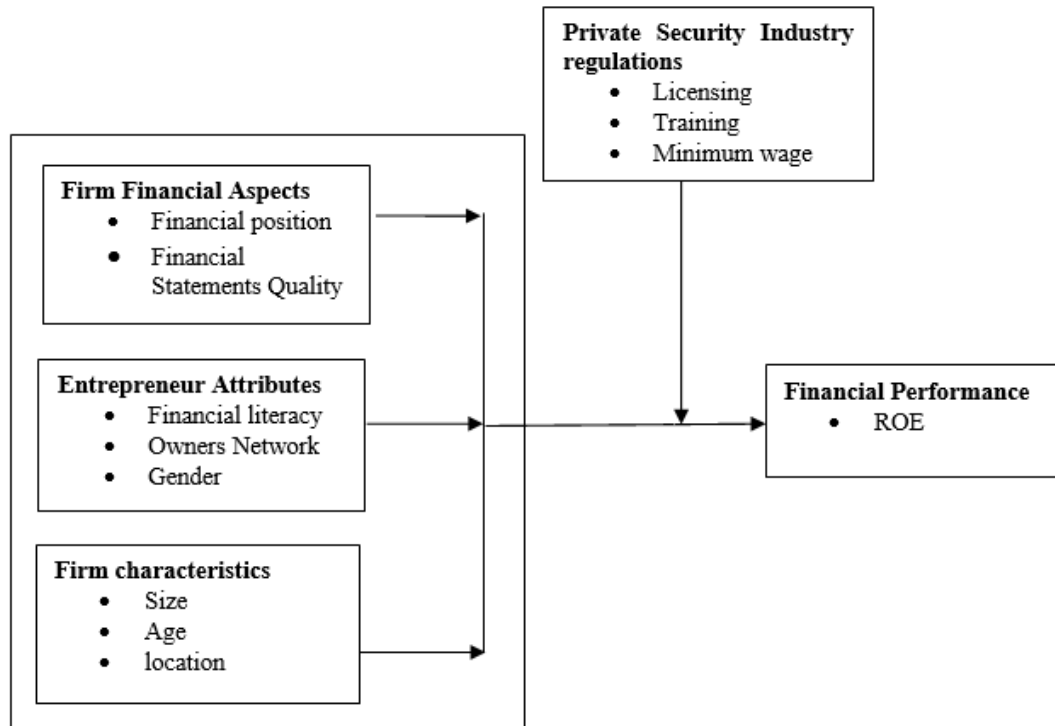 Private Security Industry
regulations
• Licensing
• Training
• Minimum wage
Firm Financial Aspects
• Financial position
• Financial
Statements Quality
Entrepreneur Attributes
• Financial literacy
• Owners Network
• Gender
Financial Performance
• ROE
Firm characteristics
• Size
• Age
• location